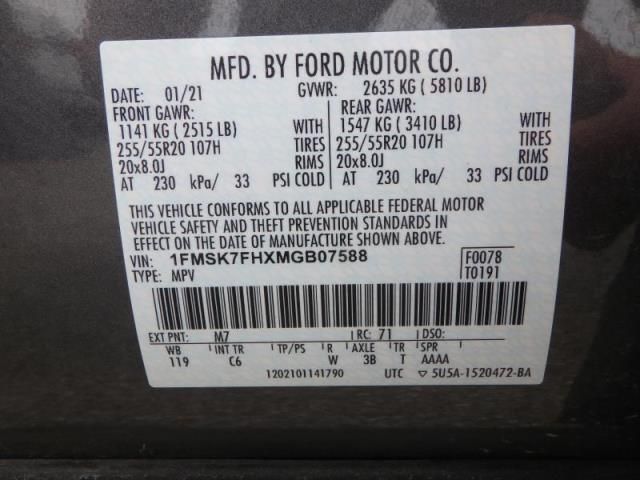 MFD. BY FORD MOTOR CO.
DATE: 01/21 GVWR: 2635 KG ( 5810 LB)
FRONT GAWR: REAR GAWR:
1141 KG ( 2515 LB) WITH 1547 KG ( 3410 LB) WITH
255/55R20 107H TIRES 255/55R20 107H TIRES
20x8.0J RIMS 20x8.0J RIMS
AT 230 kPa/ 33 PSI COLD AT 230 kPa/ 33 PSI COLD
THIS VEHICLE CONFORMS TO ALL APPLICABLE FEDERAL MOTOR
VEHICLE SAFETY AND THEFT PREVENTION STANDARDS IN
EFFECT ON THE DATE OF MANUFACTURE SHOWN ABOVE.
VIN: 1FMSK7FHXMGB07588 F0078
TYPE: MPV T0191
EXT PNT: M7 RC: 71 DSO:
WB INT TR TP/PS R AXLE TR SPR
119 C6 W 3B T AAAA
1202101141790 UTC ▽ 5U5A-1520472-BA